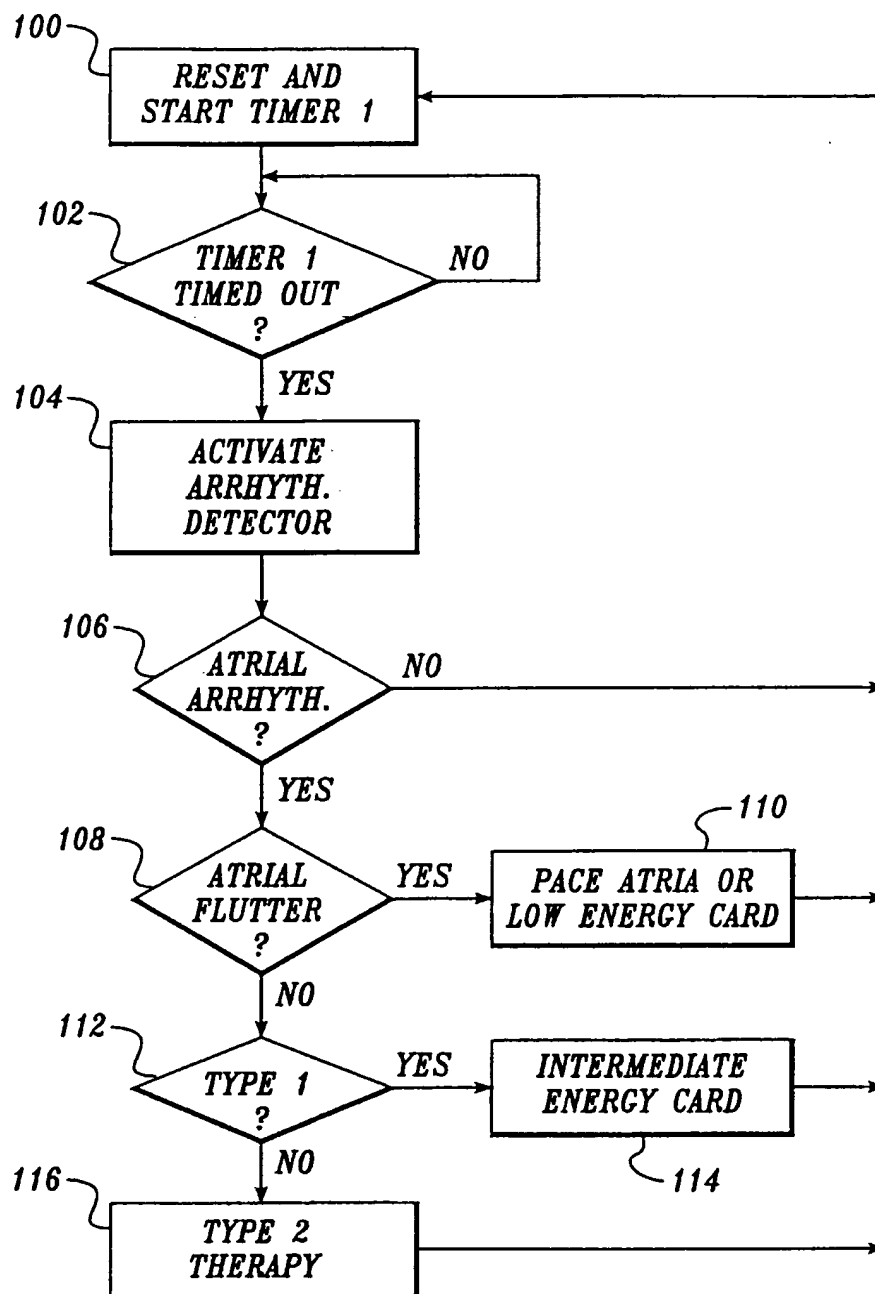 100
RESET AND
START TIMER 1
102
TIMER 1
TIMED OUT
?
NO
YES
104
ACTIVATE
ARRHYTH.
DETECTOR
106
ATRIAL
ARRHYTH.
?
NO
YES
108
ATRIAL
FLUTTER
?
YES
110
PACE ATRIA OR
LOW ENERGY CARD
NO
112
TYPE 1
?
YES
INTERMEDIATE
ENERGY CARD
114
NO
116
TYPE 2
THERAPY